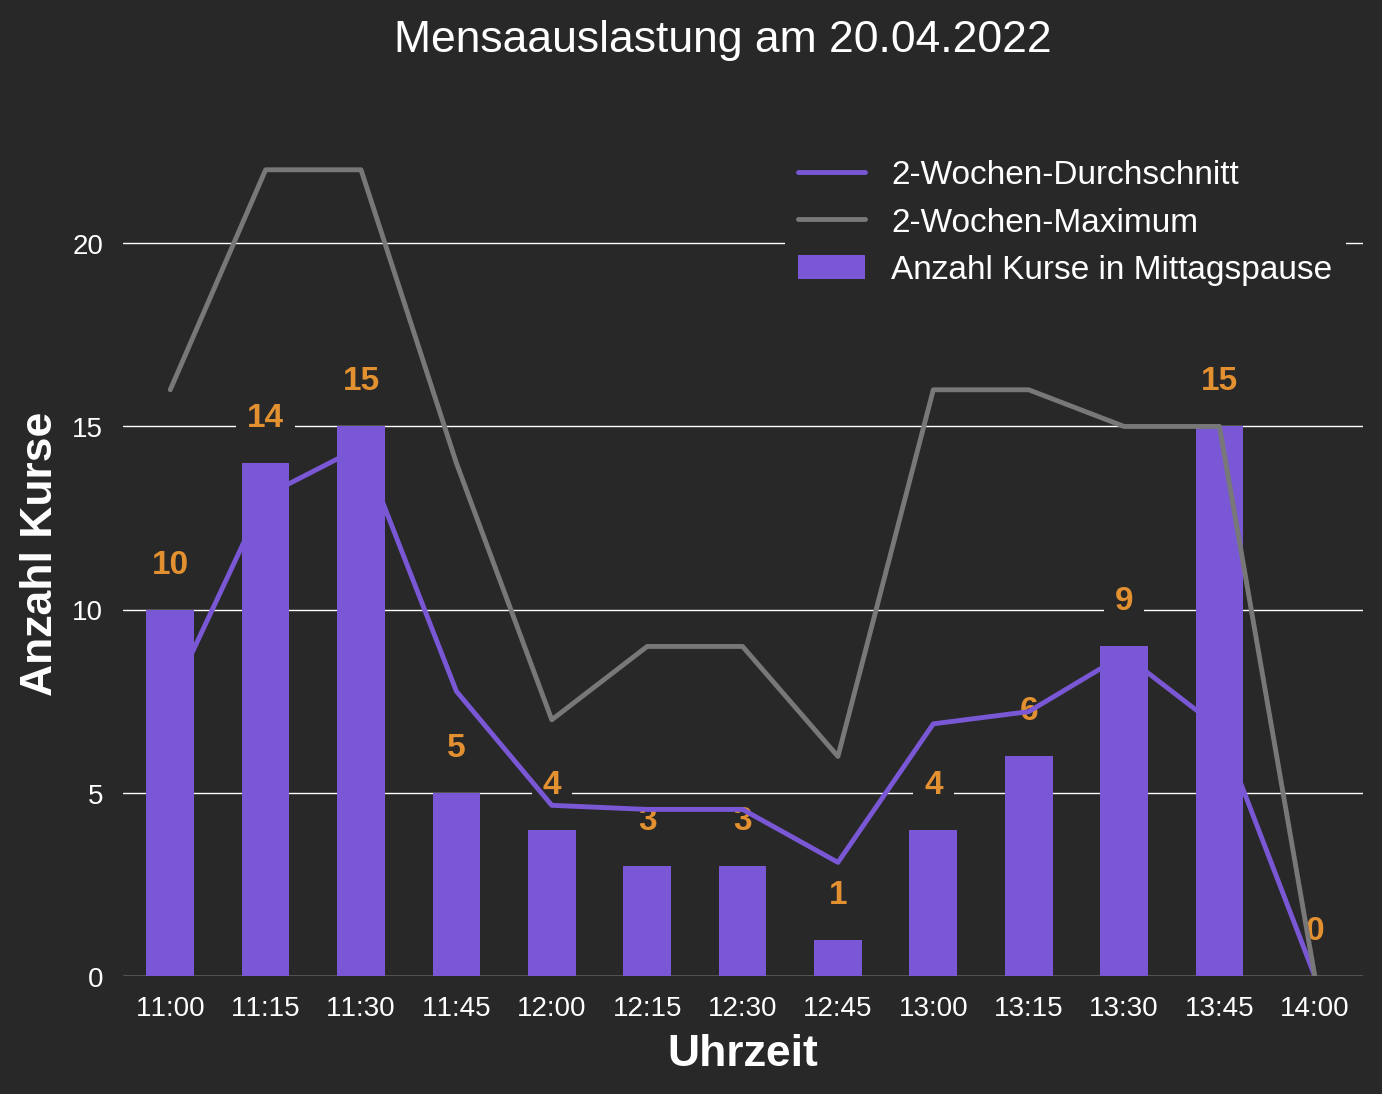 Mensaauslastung am 20.04.2022
2-Wochen-Durchschnitt
2-Wochen-Maximum
Anzahl Kurse in Mittagspause
Anzahl Kurse
20
15
10
5
0
10
14
15
5
4
3
3
1
4
6
9
15
0
11:00 11:15 11:30 11:45 12:00 12:15 12:30 12:45 13:00 13:15 13:30 13:45 14:00
Uhrzeit